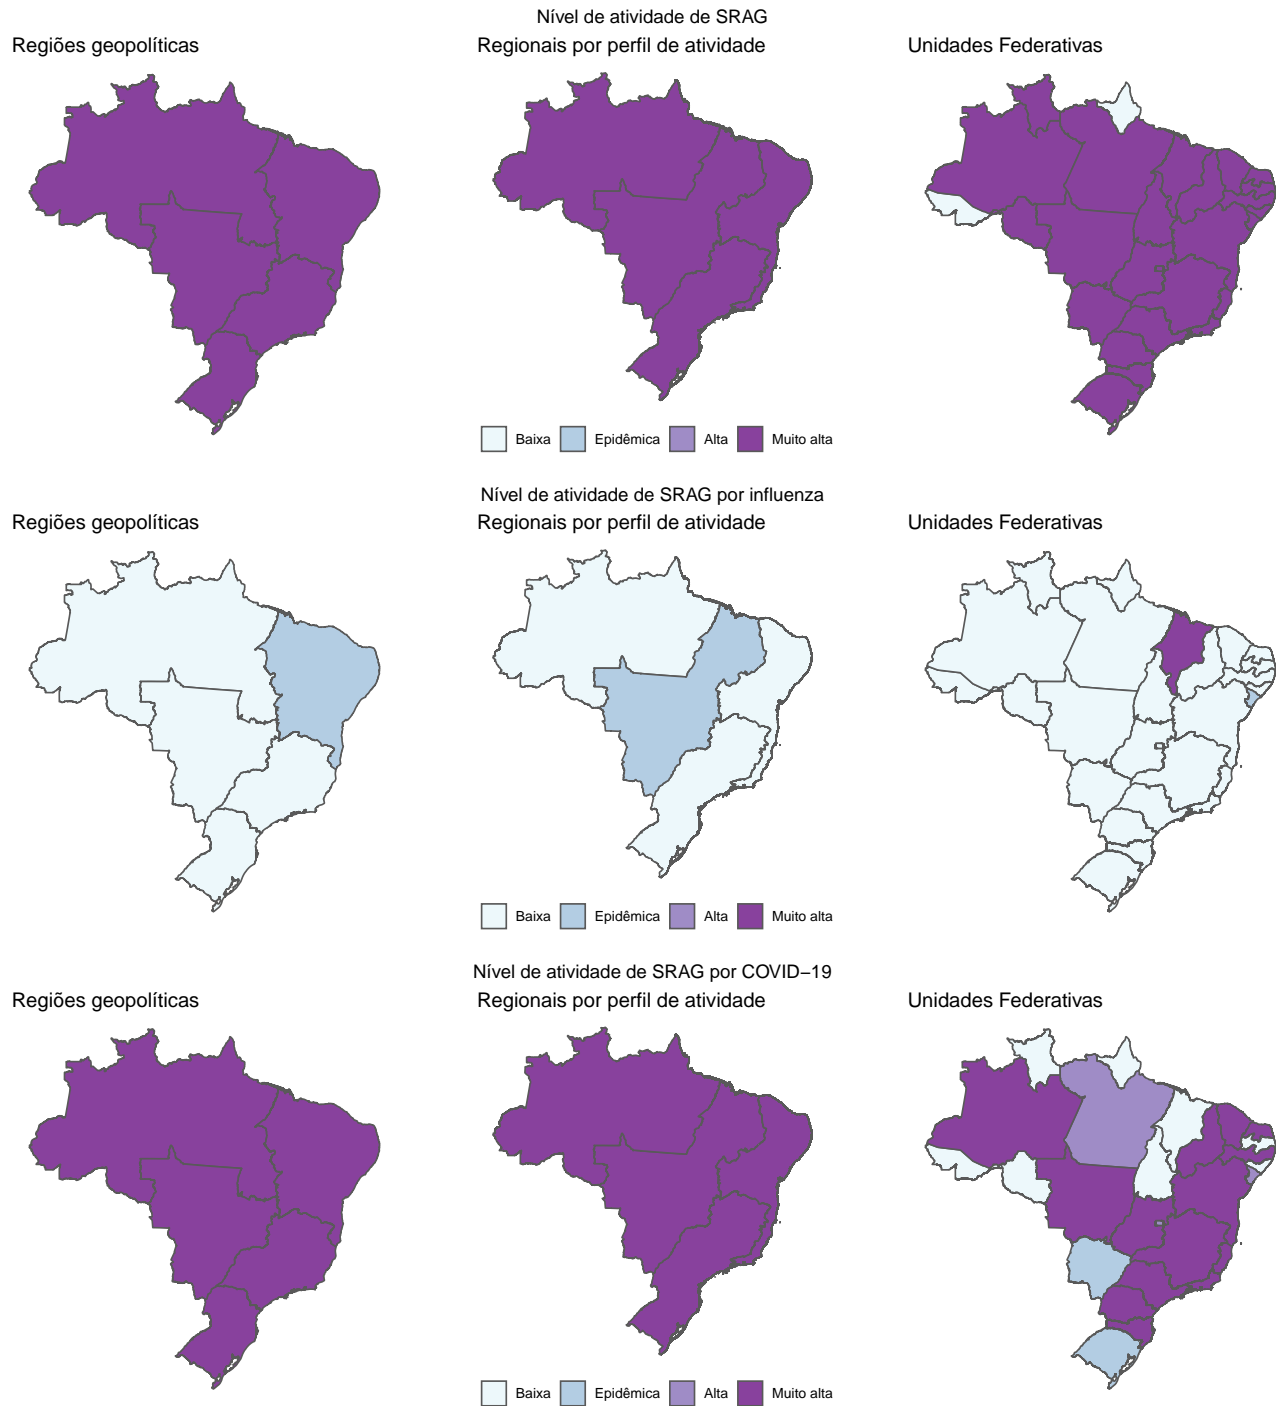 Nível de atividade de SRAG
Regiões geopolíticas
Regionais por perfil de atividade
Unidades Federativas
Baixa
Epidêmica
Alta
Muito alta
Nível de atividade de SRAG por influenza
Regiões geopolíticas
Regionais por perfil de atividade
Unidades Federativas
Baixa
Epidêmica
Alta
Muito alta
Nível de atividade de SRAG por COVID−19
Regiões geopolíticas
Regionais por perfil de atividade
Unidades Federativas
Baixa
Epidêmica
Alta
Muito alta